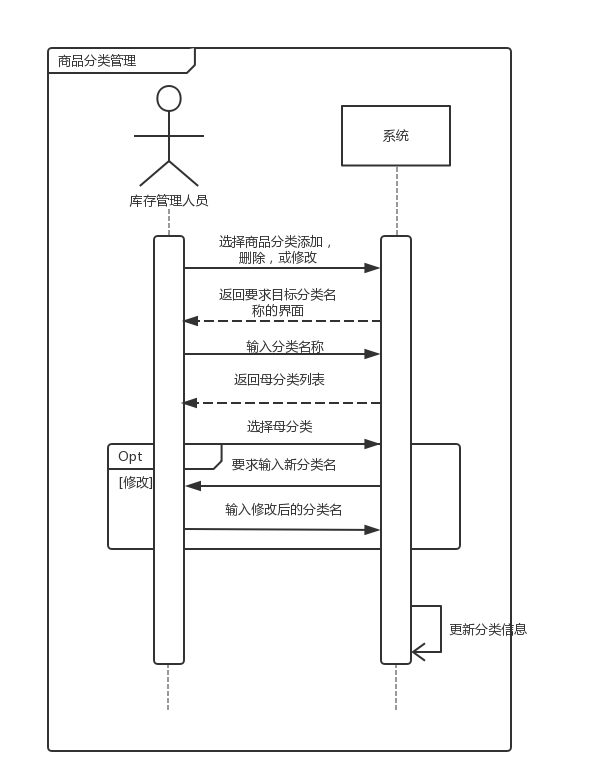 商品分类管理
系统
库存管理人员
选择商品分类添加，
删除，或修改
返回要求目标分类名
称的界面
输入分类名称
返回母分类列表
选择母分类
Opt
要求输入新分类名
[修改]
输入修改后的分类名
更新分类信息